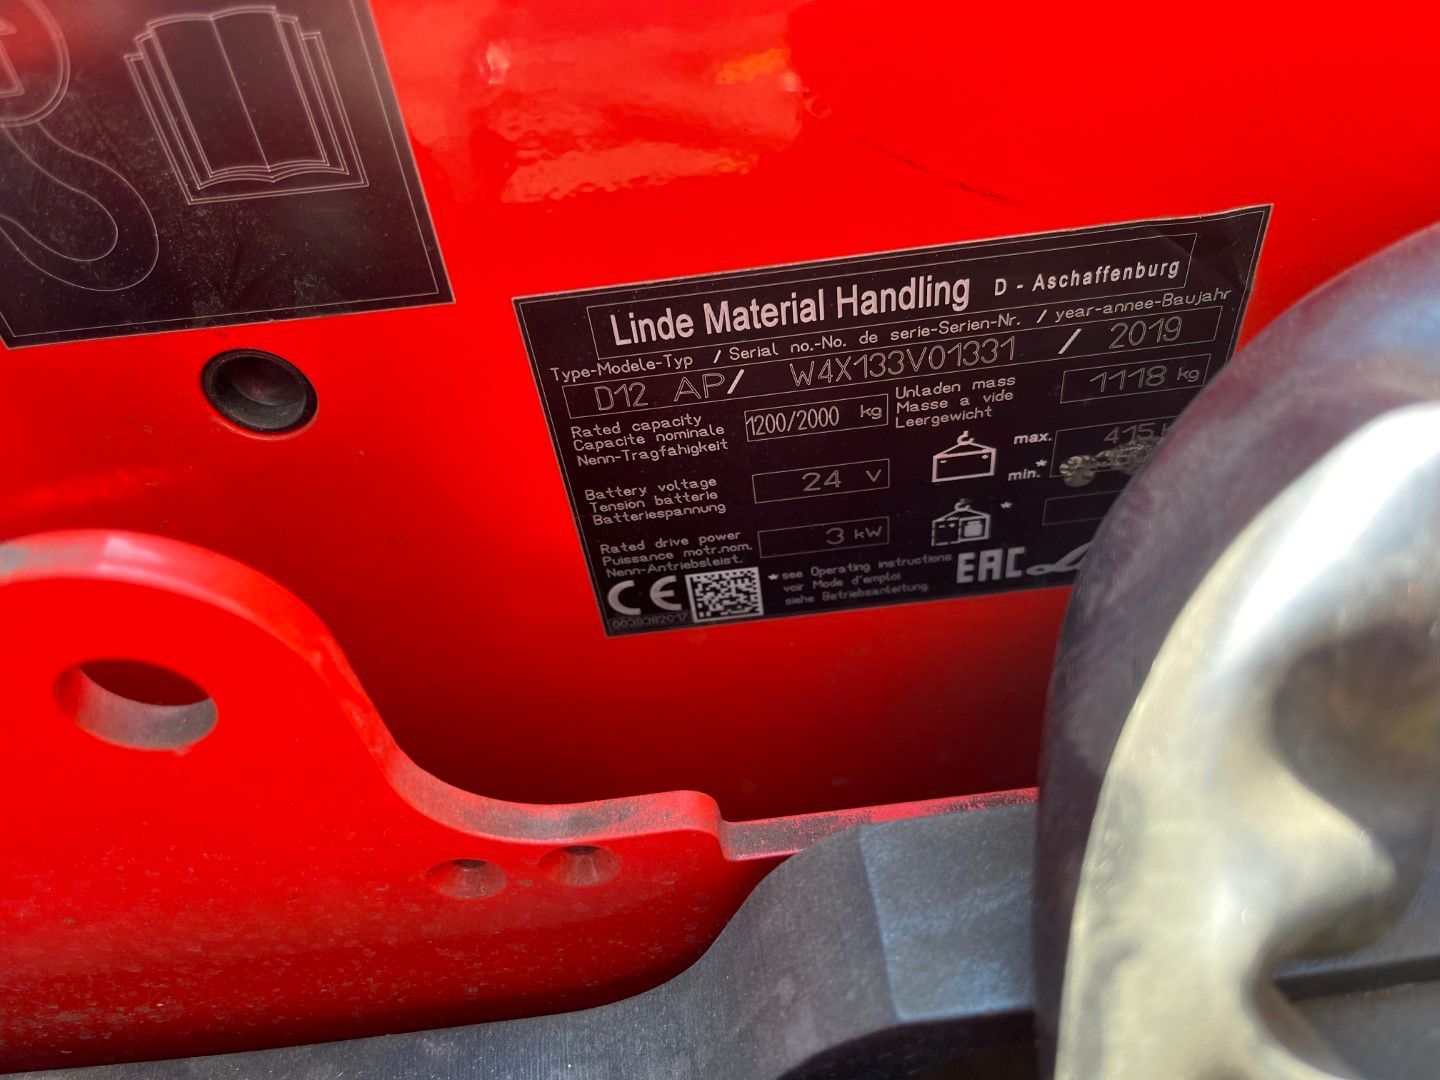 Linde Material Handling D - Aschaffenburg
Type-Modele-Typ / Serial no.-No. de serie-Serien-Nr. / year-annee-Baujahr
D12 AP/ W4X133V01331 / 2019
Rated capacity
Capacite nominale
Nenn-Tragfähigkeit
1200/2000 kg
Unladen mass
Masse a vide
Leergewicht
1118 kg
Battery voltage
Tension batterie
Batteriespannung
24 V
max. 415
min.*
Rated drive power
Puissance motr.nom.
Nenn-Antriebsleist.
3 kW
*
CE
*see Operating instructions
voir Mode d'emploi
siehe Betriebsanleitung
EAC